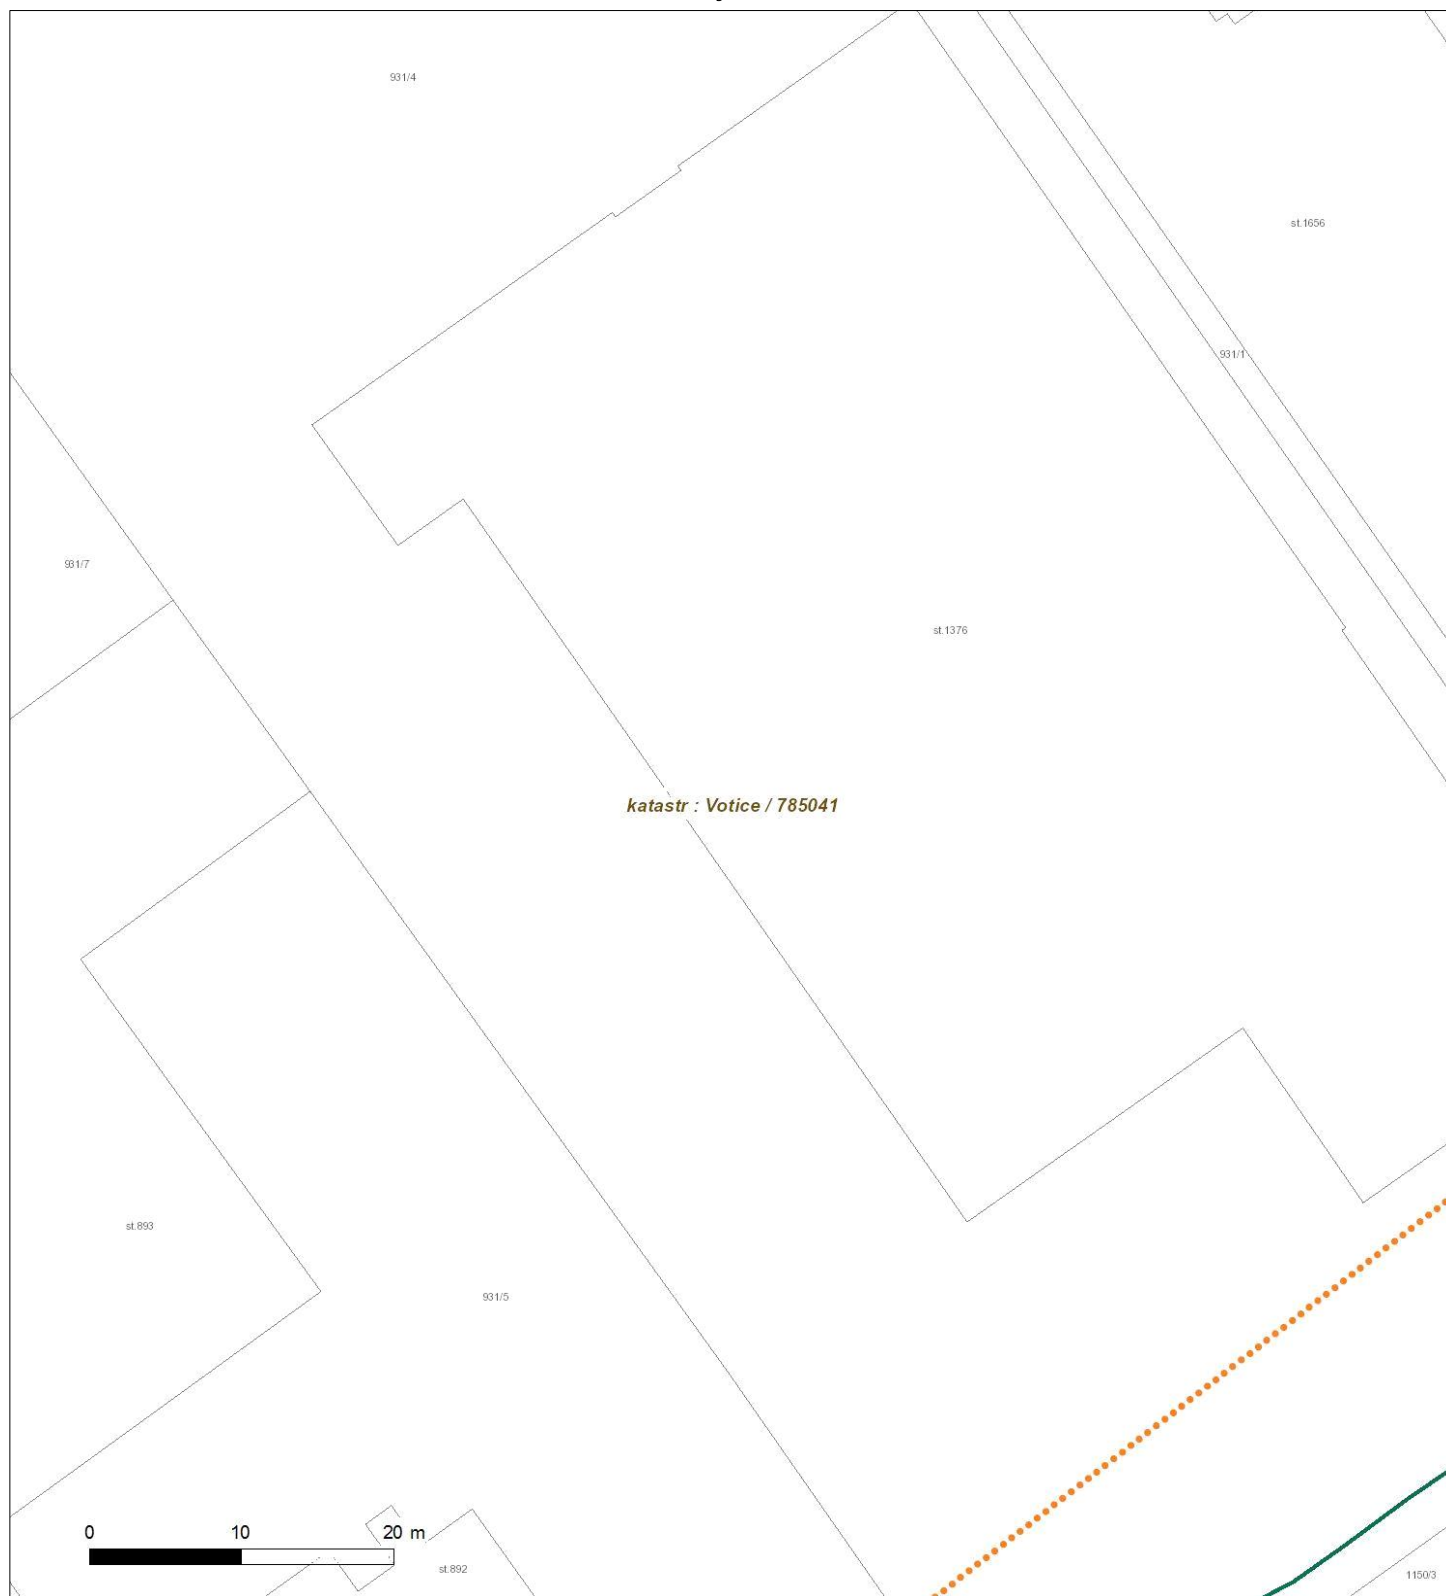 931/4
st.1656
931/1
931/7
st.1376
katastr : Votice / 785041
st.893
931/5
0 10 20 m
st.892
1150/3